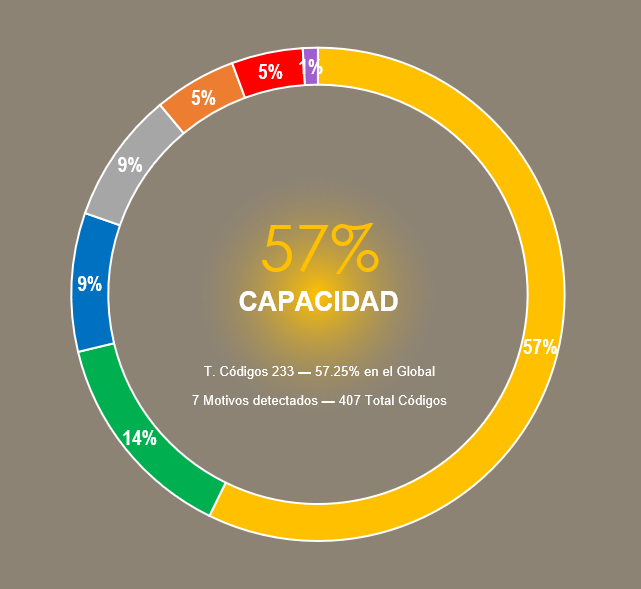 1%
5%
5%
9%
9%
14%
57%
57%
CAPACIDAD
T. Códigos 233 — 57.25% en el Global
7 Motivos detectados — 407 Total Códigos